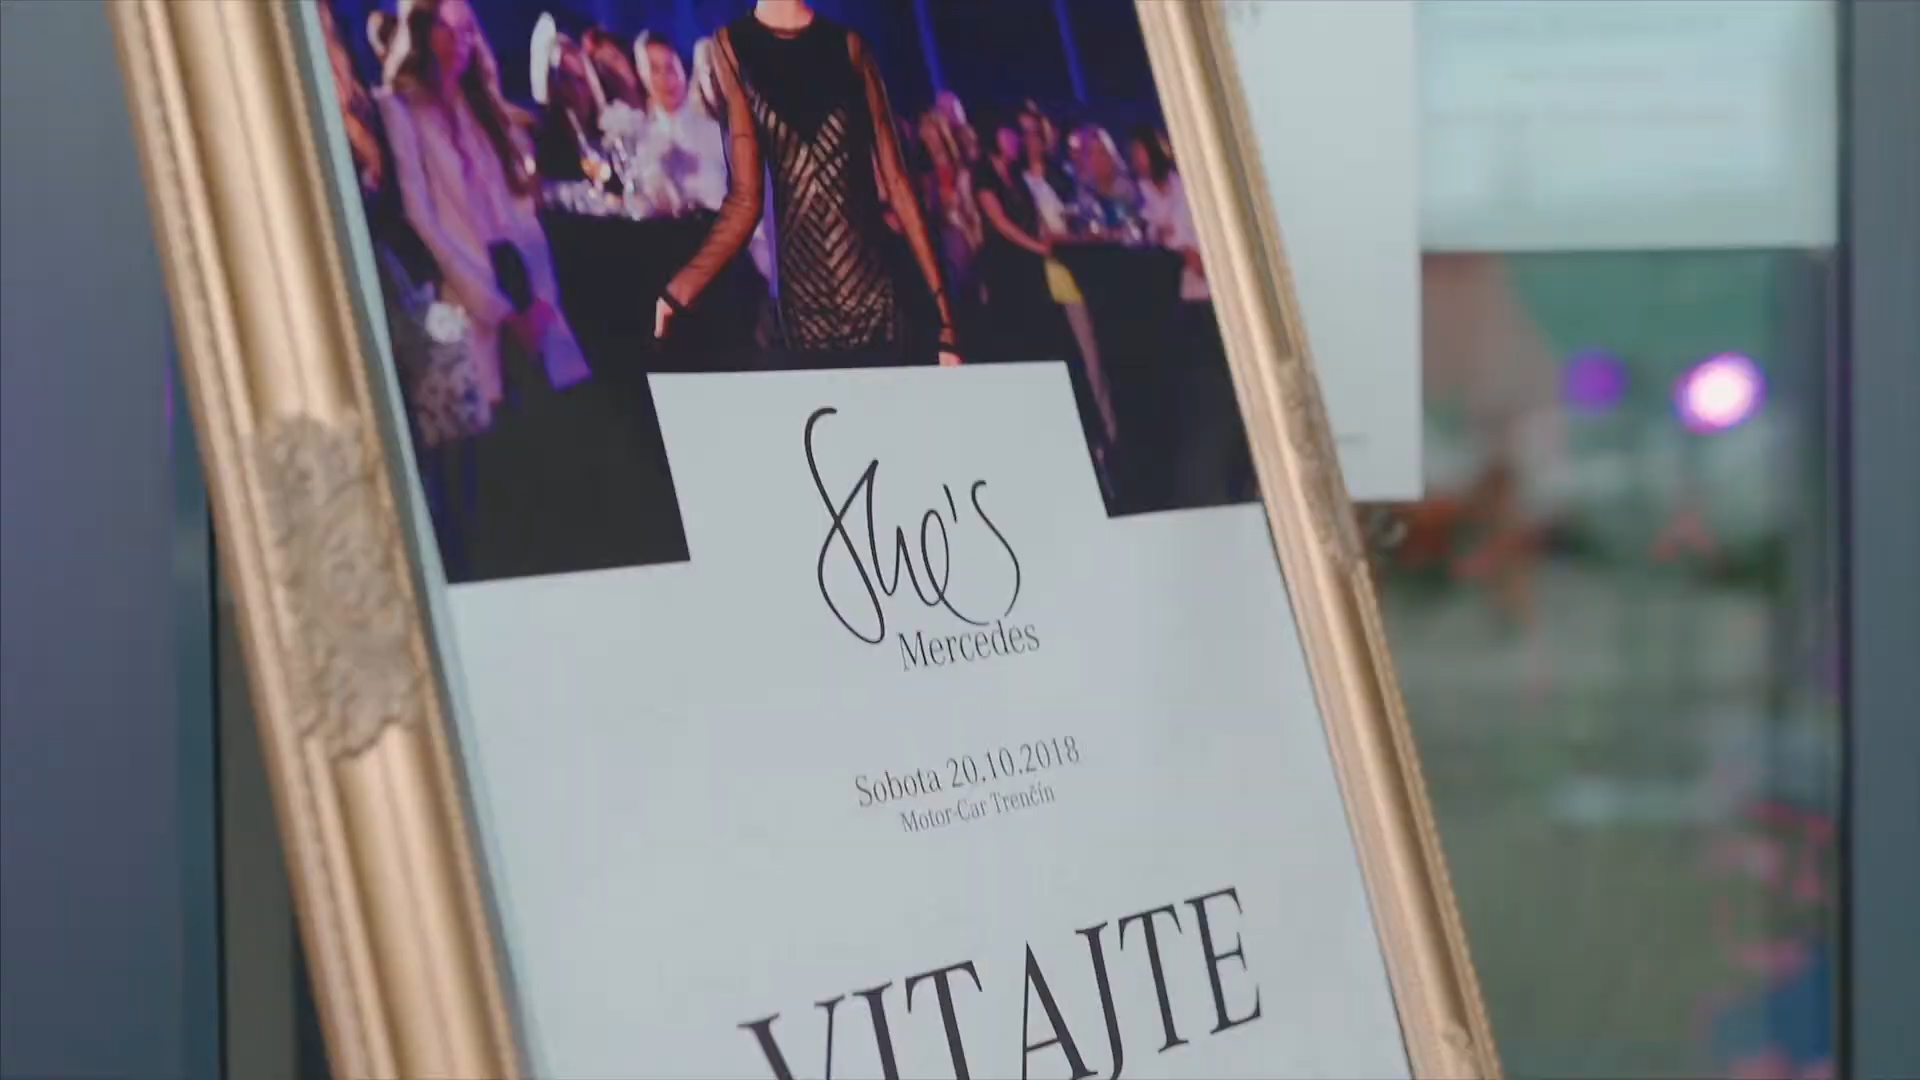 She's
Mercedes
Sobota 20.10.2018
Motor-Car Trenčín
VITAJTE